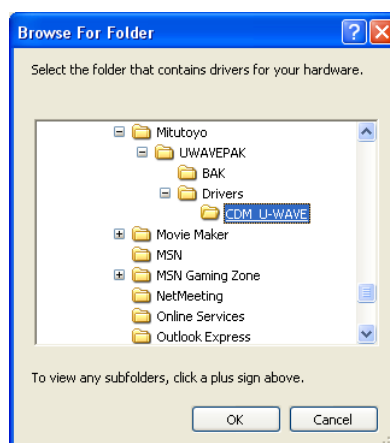 Browse For Folder
Select the folder that contains drivers for your hardware.
Mitutoyo
UWAVEPAK
BAK
Drivers
CDM_U-WAVE
Movie Maker
MSN
MSN Gaming Zone
NetMeeting
Online Services
Outlook Express
To view any subfolders, click a plus sign above.
OK Cancel